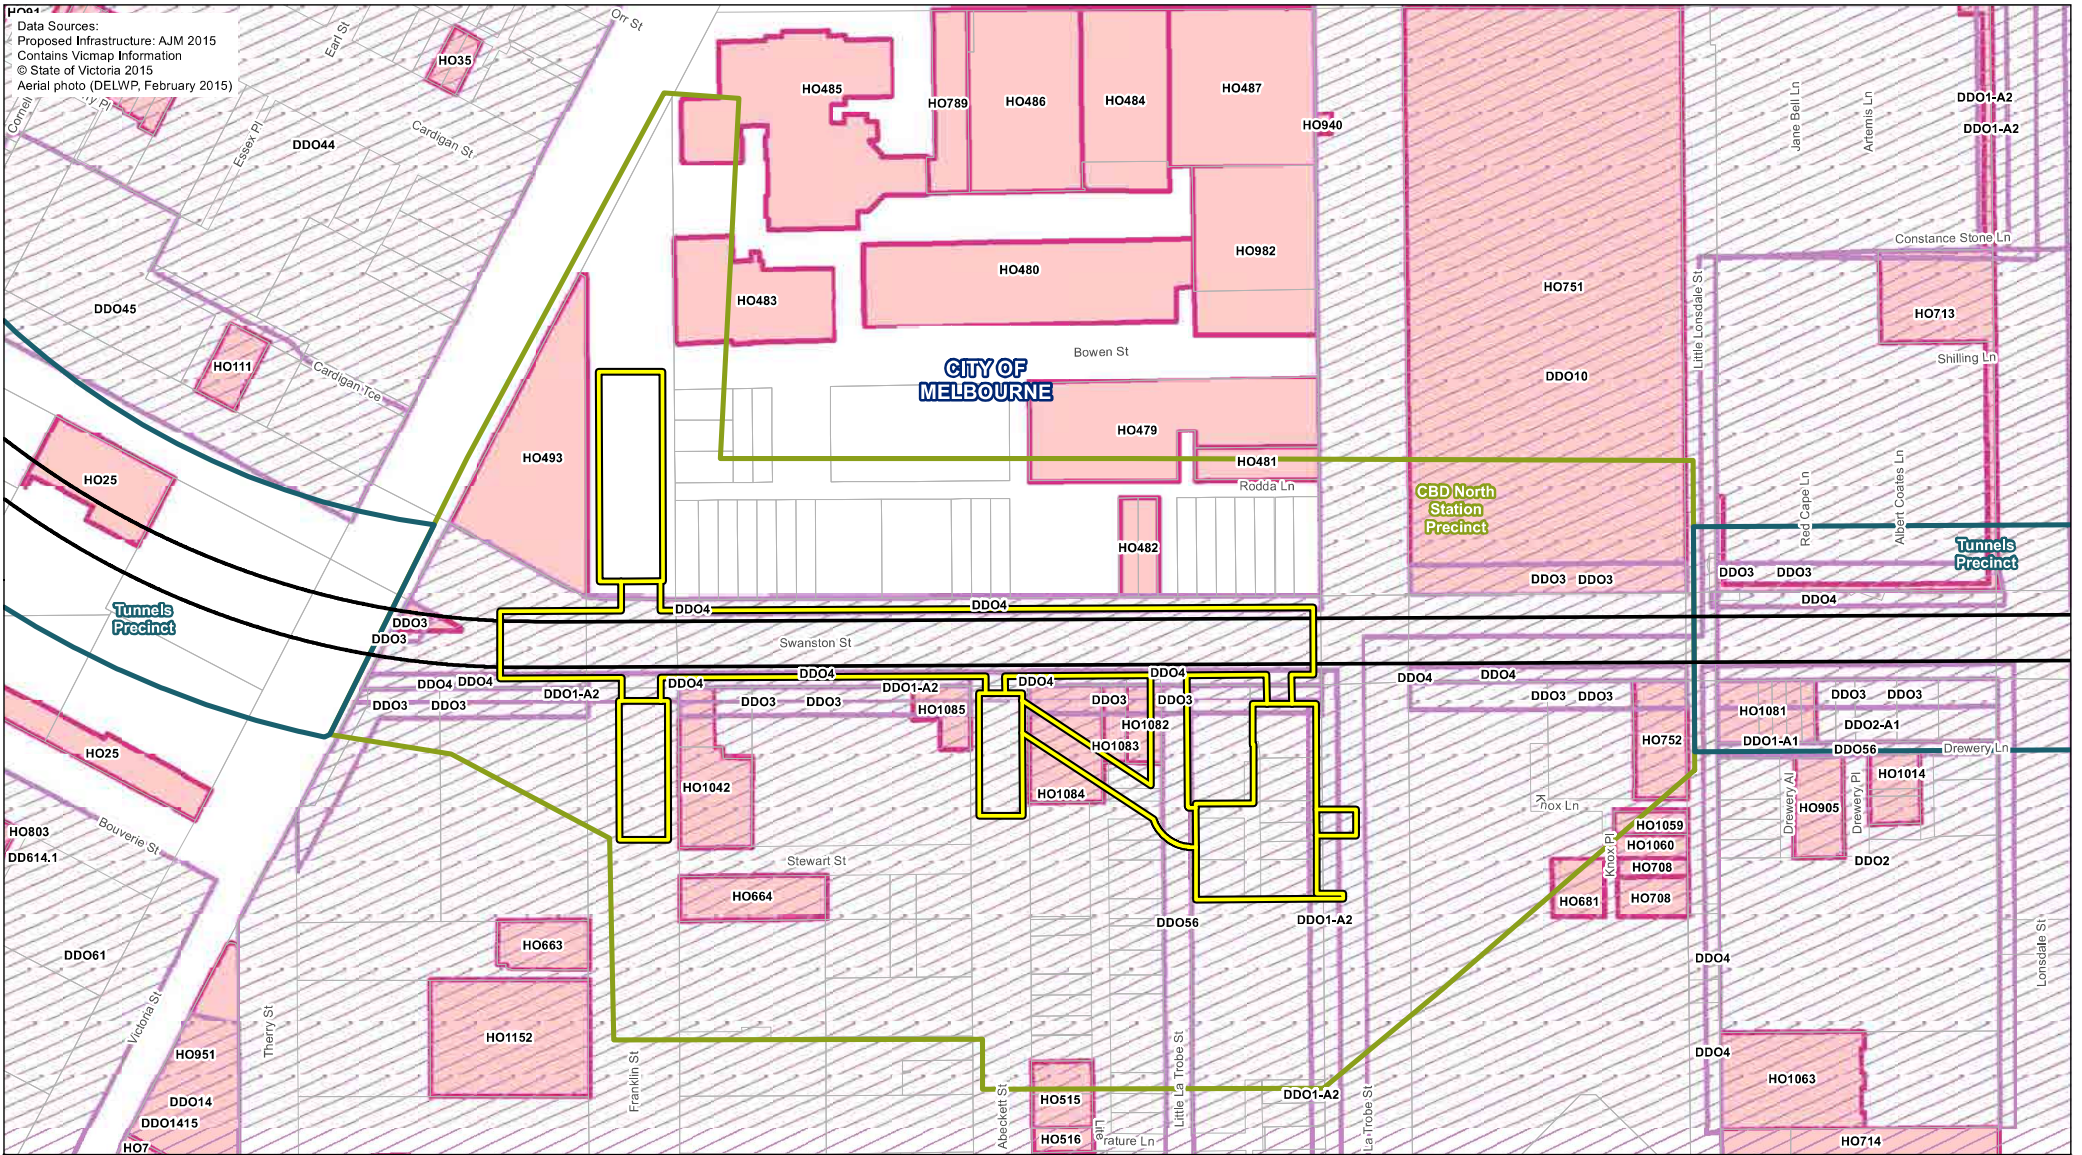 HO91
Data Sources:
Proposed Infrastructure: AJM 2015
Contains Vicmap Information
© State of Victoria 2015
Aerial photo (DELWP, February 2015)
Earl St
Orr St
HO35
HO485
HO789
HO486
HO484
HO487
HO940
DDO1-A2
DDO1-A2
Jane Bell Ln
Artemis Ln
Essex Pl
DDO44
Cardigan St
Constance Stone Ln
HO982
HO480
HO483
HO751
Little Lonsdale St
HO713
DDO45
HO111
Cardigan Tce
Bowen St
CITY OF
MELBOURNE
Shilling Ln
DDO10
HO479
HO493
HO481
Rodda Ln
HO25
CBD North
Station
Precinct
Red Cape Ln
Albert Coates Ln
HO482
Tunnels
Precinct
DDO3 DDO3
DDO3 DDO3
DDO4
DDO4
DDO4
Tunnels
Precinct
DDO3
DDO3
Swanston St
DDO4
DDO4
DDO4
DDO4
DDO4 DDO4
DDO4
DDO1-A2
DDO1-A2
DDO4
DDO3 DDO3
DDO3 DDO3
HO1085
DDO3
DDO3
DDO3 DDO3
DDO3 DDO3
HO1081
HO1082
DDO2-A1
HO752
DDO1-A1
DDO56
Drewery Ln
HO1083
HO25
HO1042
HO1084
HO1014
Knox Ln
Drewery Al
HO905
Drewery Pl
HO1059
HO1060
Knox Pl
HO708
HO803
Bouverie St
DD614.1
Stewart St
DDO2
HO664
HO681
HO708
DDO56
DDO1-A2
HO663
DDO61
DDO4
Lonsdale St
Victoria St
Therry St
HO1152
HO951
Franklin St
Little La Trobe St
DDO4
HO1063
DDO1-A2
HO515
Abeckett St
La Trobe St
DDO14
DDO1415
HO516
Literature Ln
HO7
HO714